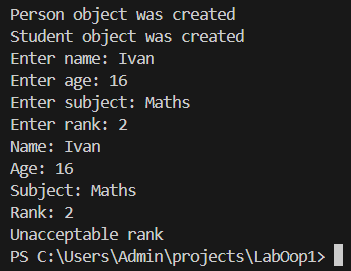 Person object was created
Student object was created
Enter name: Ivan
Enter age: 16
Enter subject: Maths
Enter rank: 2
Name: Ivan
Age: 16
Subject: Maths
Rank: 2
Unacceptable rank
PS C:\Users\Admin\projects\LabOop1>